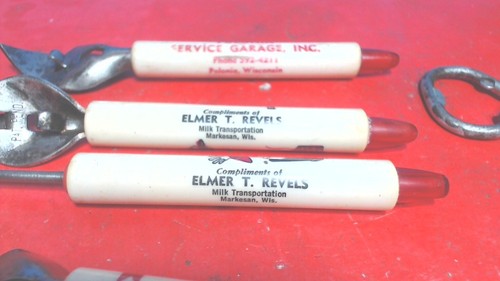 SERVICE GARAGE, INC.
Phone
Wisconsin
Compliments of
ELMER T. REVELS
Milk Transportation
Markesan, Wis.
Compliments of
ELMER T. REVELS
Milk Transportation
Markesan, Wis.